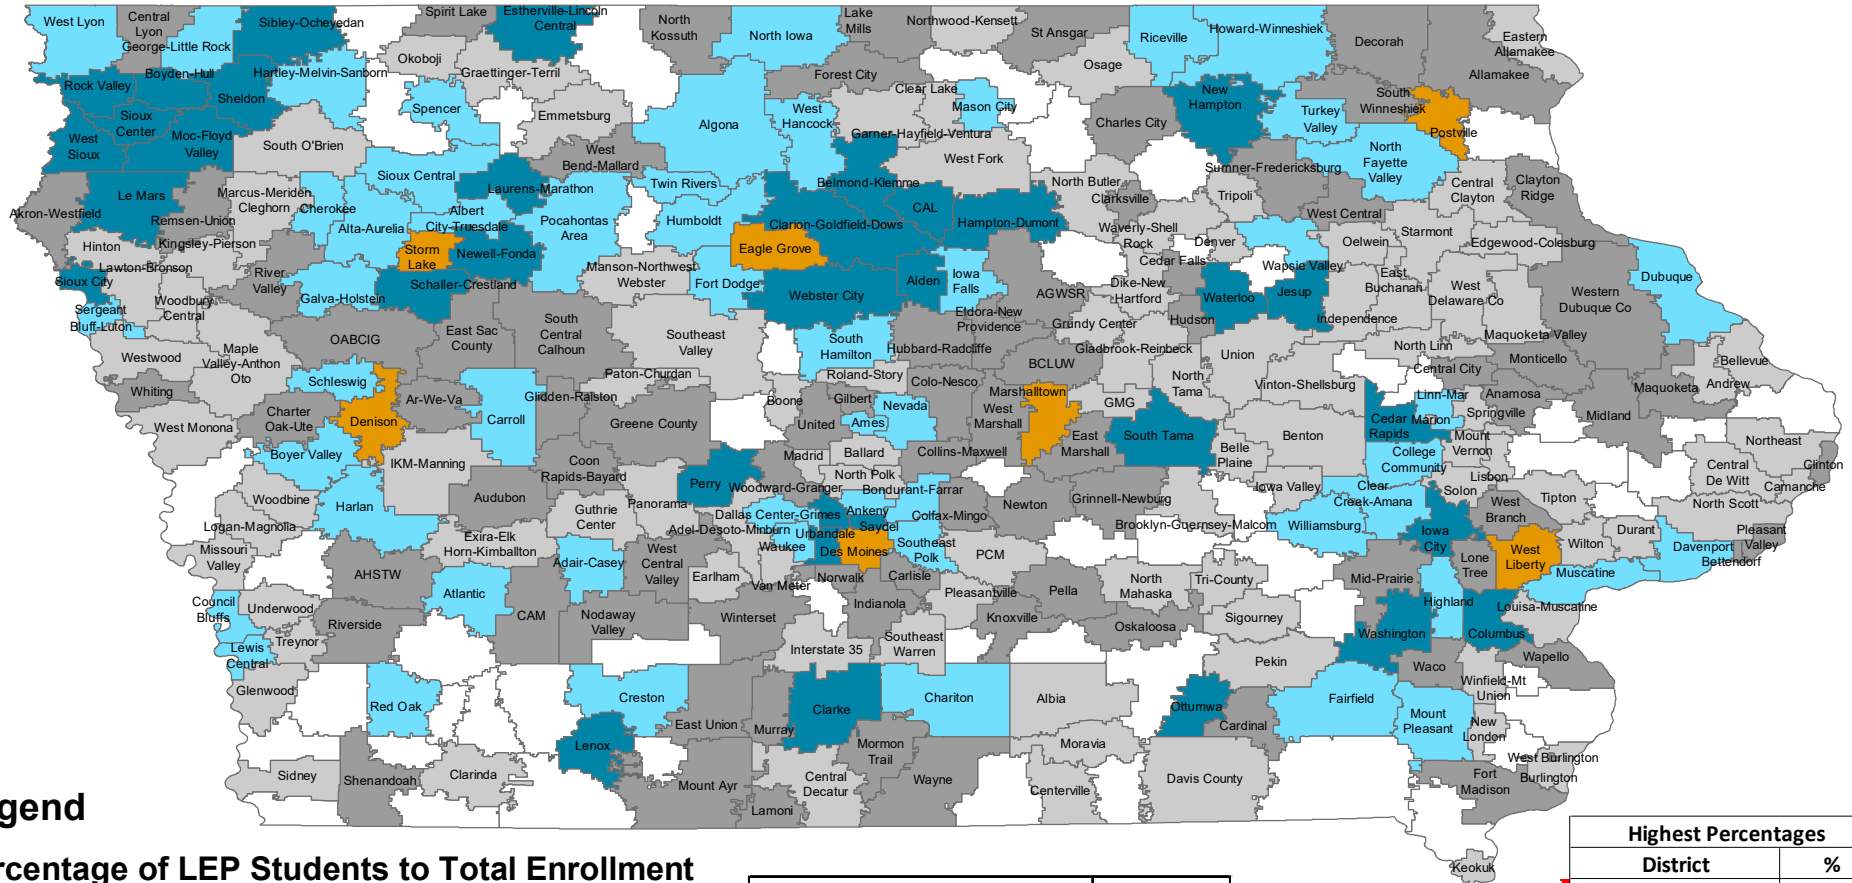 West Lyon
Central
Lyon
George-Little Rock
Sibley-Ocheyedan
Spirit Lake
Estherville-Lincoln
Central
North
Kossuth
North Iowa
Lake
Mills
Northwood-Kensett
St Ansgar
Riceville
Howard-Winneshiek
Decorah
Eastern
Allamakee
Allamakee
Rock Valley
Boyden-Hull
Sheldon
Hartley-Melvin-Sanborn
Okoboji
Graettinger-Terril
Forest City
Osage
Sioux
Center
West
Sioux
Moc-Floyd
Valley
South O'Brien
Spencer
Emmetsburg
Algona
West
Hancock
Clear Lake
Mason City
Garner-Hayfield-Ventura
Charles City
New
Hampton
Turkey
Valley
South
Winneshiek
Postville
West
Bend-Mallard
West Fork
North
Fayette
Valley
Sumner-Fredericksburg
Le Mars
Akron-Westfield
Remsen-Union
Marcus-Meriden
Cleghorn
Cherokee
Sioux Central
Laurens-Marathon
Twin Rivers
Belmond-Klemme
North Butler
Clarksville
Tripoli
Central
Clayton
Clayton
Ridge
Hinton
Kingsley-Pierson
Alta-Aurelia
Albert
City-Truesdale
Pocahontas
Area
Humboldt
Clarion-Goldfield-Dows
CAL
Hampton-Dumont
Waverly-Shell
Rock
Denver
West Central
Oelwein
Starmont
Edgewood-Colesburg
Lawton-Bronson
Sioux City
River
Valley
Storm
Lake
Newell-Fonda
Schaller-Crestland
Manson-Northwest
Webster
Eagle Grove
Fort Dodge
Webster City
Alden
Iowa
Falls
Cedar Falls
Wapsie Valley
Dubuque
Sergeant
Bluff-Luton
Woodbury
Central
Galva-Holstein
AGWSR
Dike-New
Hartford
Waterloo
Jesup
Independence
East
Buchanan
West
Delaware Co
Western
Dubuque Co
Westwood
Maple
Valley-Anthon
Oto
OABCIG
East Sac
County
South
Central
Calhoun
Southeast
Valley
South
Hamilton
Eldora-New
Providence
Hubbard-Radcliffe
Grundy Center
Hudson
Maquoketa Valley
Whiting
Schleswig
Paton-Churdan
Roland-Story
BCLUW
Gladbrook-Reinbeck
Union
North Linn
Monticello
Bellevue
West Monona
Charter
Oak-Ute
Denison
Ar-We-Va
Carroll
Glidden-Ralston
Greene County
Boone
United
Gilbert
Ames
Nevada
Colo-Nesco
Marshalltown
West
Marshall
GMG
North
Tama
Vinton-Shellsburg
Central City
Linn-Mar
Anamosa
Maquoketa
Andrew
Cedar
Rapids
Marion
Springville
Midland
Boyer Valley
IKM-Manning
Coon
Rapids-Bayard
Madrid
Ballard
Collins-Maxwell
East
Marshall
South Tama
Belle
Plaine
Benton
College
Community
Mount
Vernon
Northeast
Woodbine
Harlan
Audubon
Panorama
Perry
Woodward-Granger
North Polk
Bondurant-Farrar
Newton
Grinnell-Newburg
Iowa Valley
Clear
Creek-Amana
Solon
Lisbon
Tipton
Central
De Witt
Clinton
Camanche
Logan-Magnolia
Guthrie
Center
Adel-Desoto-Minburn
Dallas Center-Grimes
Ankeny
Saydel
Colfax-Mingo
Brooklyn-Guernsey-Malcom
Williamsburg
West
Branch
North Scott
Missouri
Valley
Exira-Elk
Horn-Kimballton
Waukee
Urbandale
Des Moines
Southeast
Polk
PCM
Iowa
City
West
Liberty
Wilton
Durant
Davenport
Pleasant
Valley
Bettendorf
AHSTW
Adair-Casey
West
Central
Valley
Earlham
Van Meter
Norwalk
Carlisle
North
Mahaska
Tri-County
Mid-Prairie
Lone
Tree
Muscatine
Council
Bluffs
Underwood
Atlantic
CAM
Nodaway
Valley
Winterset
Indianola
Pleasantville
Knoxville
Pella
Oskaloosa
Sigourney
Highland
Louisa-Muscatine
Lewis
Central
Treynor
Riverside
Interstate 35
Southeast
Warren
Washington
Columbus
Glenwood
Red Oak
Creston
Chariton
Albia
Pekin
Waco
Wapello
Winfield-Mt
Union
East Union
Murray
Clarke
Ottumwa
Cardinal
Fairfield
Mount
Pleasant
New
London
Lenox
Mormon
Trail
Moravia
West Burlington
Burlington
Sidney
Shenandoah
Clarinda
Mount Ayr
Lamoni
Central
Decatur
Wayne
Centerville
Davis County
Fort
Madison
Keokuk
gend
rcentage of LEP Students to Total Enrollment
Highest Percentages
District %